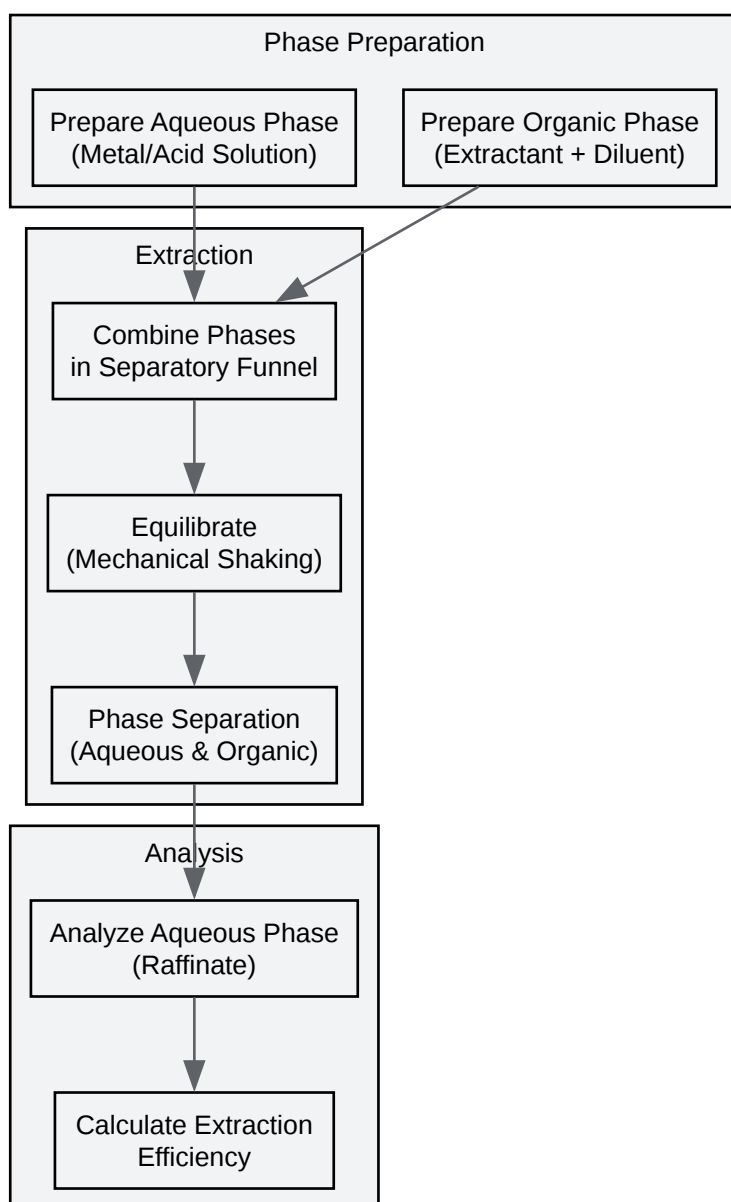 Phase Preparation
Prepare Aqueous Phase
(Metal/Acid Solution)
Prepare Organic Phase
(Extractant + Diluent)
Extraction
Combine Phases
in Separatory Funnel
Equilibrate
(Mechanical Shaking)
Phase Separation
(Aqueous & Organic)
Analysis
Analyze Aqueous Phase
(Raffinate)
Calculate Extraction
Efficiency